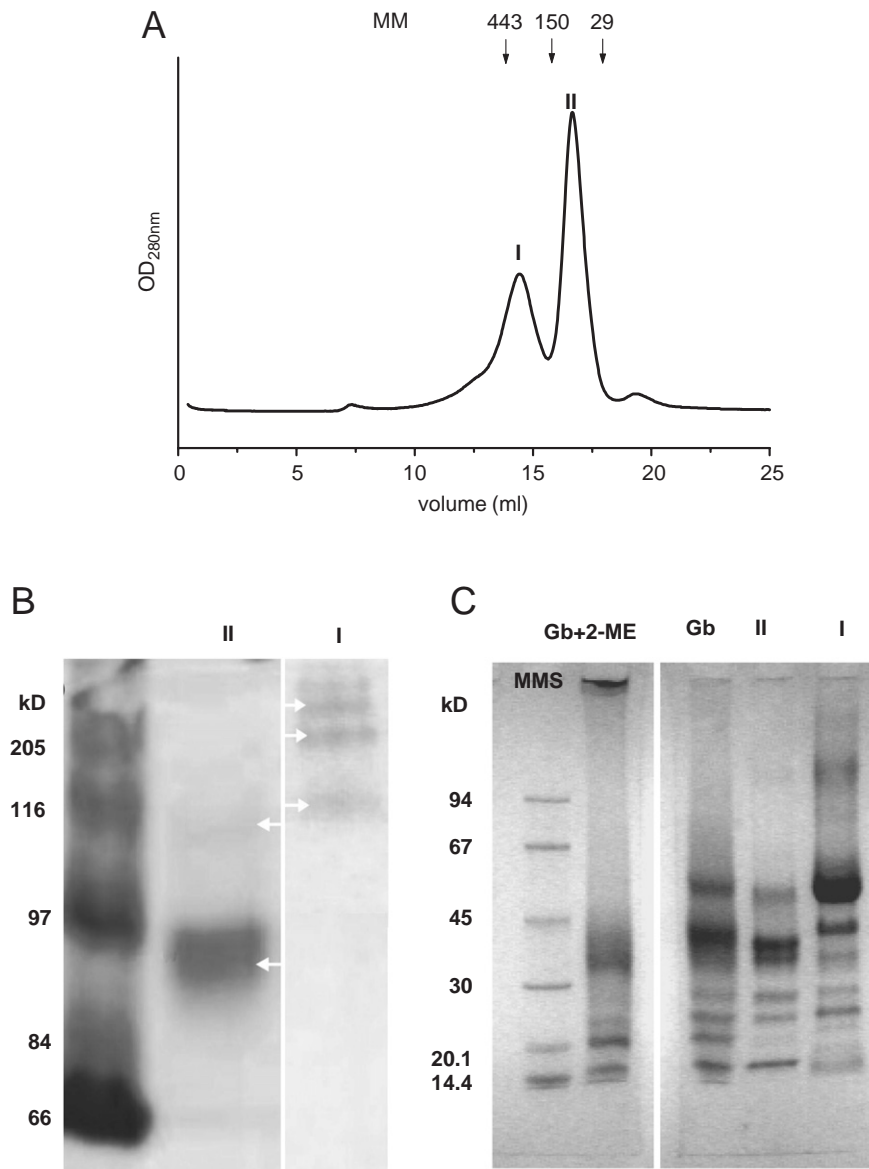 A
MM 443 150 29
II
I
OD280nm
0 5 10 15 20 25
volume (ml)
B
II I
kD
205
116
97
84
66
C
Gb+2-ME Gb II I
MMS
kD
94
67
45
30
20.1
14.4